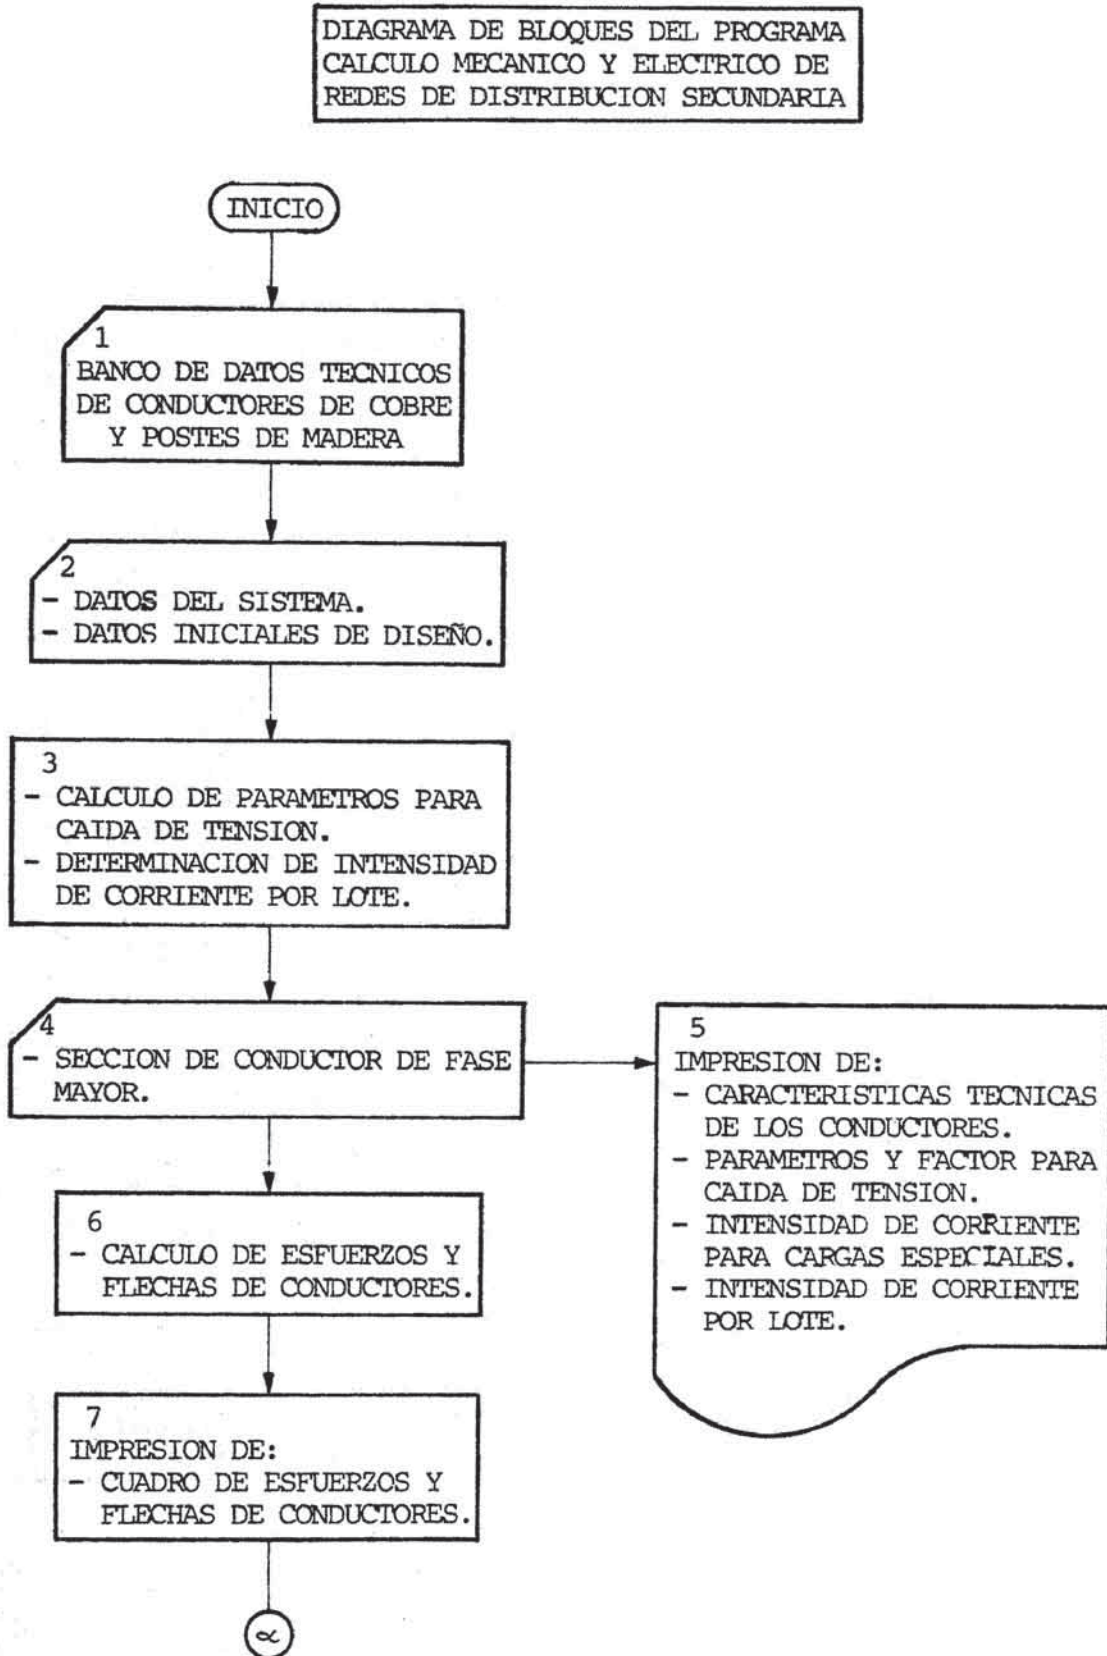 DIAGRAMA DE BLOQUES DEL PROGRAMA
CALCULO MECANICO Y ELECTRICO DE
REDES DE DISTRIBUCION SECUNDARIA
INICIO
1
BANCO DE DATOS TECNICOS
DE CONDUCTORES DE COBRE
Y POSTES DE MADERA
2
- DATOS DEL SISTEMA.
- DATOS INICIALES DE DISEÑO.
3
- CALCULO DE PARAMETROS PARA
CAIDA DE TENSION.
- DETERMINACION DE INTENSIDAD
DE CORRIENTE POR LOTE.
4
- SECCION DE CONDUCTOR DE FASE
MAYOR.
5
IMPRESION DE:
- CARACTERISTICAS TECNICAS
DE LOS CONDUCTORES.
- PARAMETROS Y FACTOR PARA
CAIDA DE TENSION.
- INTENSIDAD DE CORRIENTE
PARA CARGAS ESPECIALES.
- INTENSIDAD DE CORRIENTE
POR LOTE.
6
- CALCULO DE ESFUERZOS Y
FLECHAS DE CONDUCTORES.
7
IMPRESION DE:
- CUADRO DE ESFUERZOS Y
FLECHAS DE CONDUCTORES.
∝